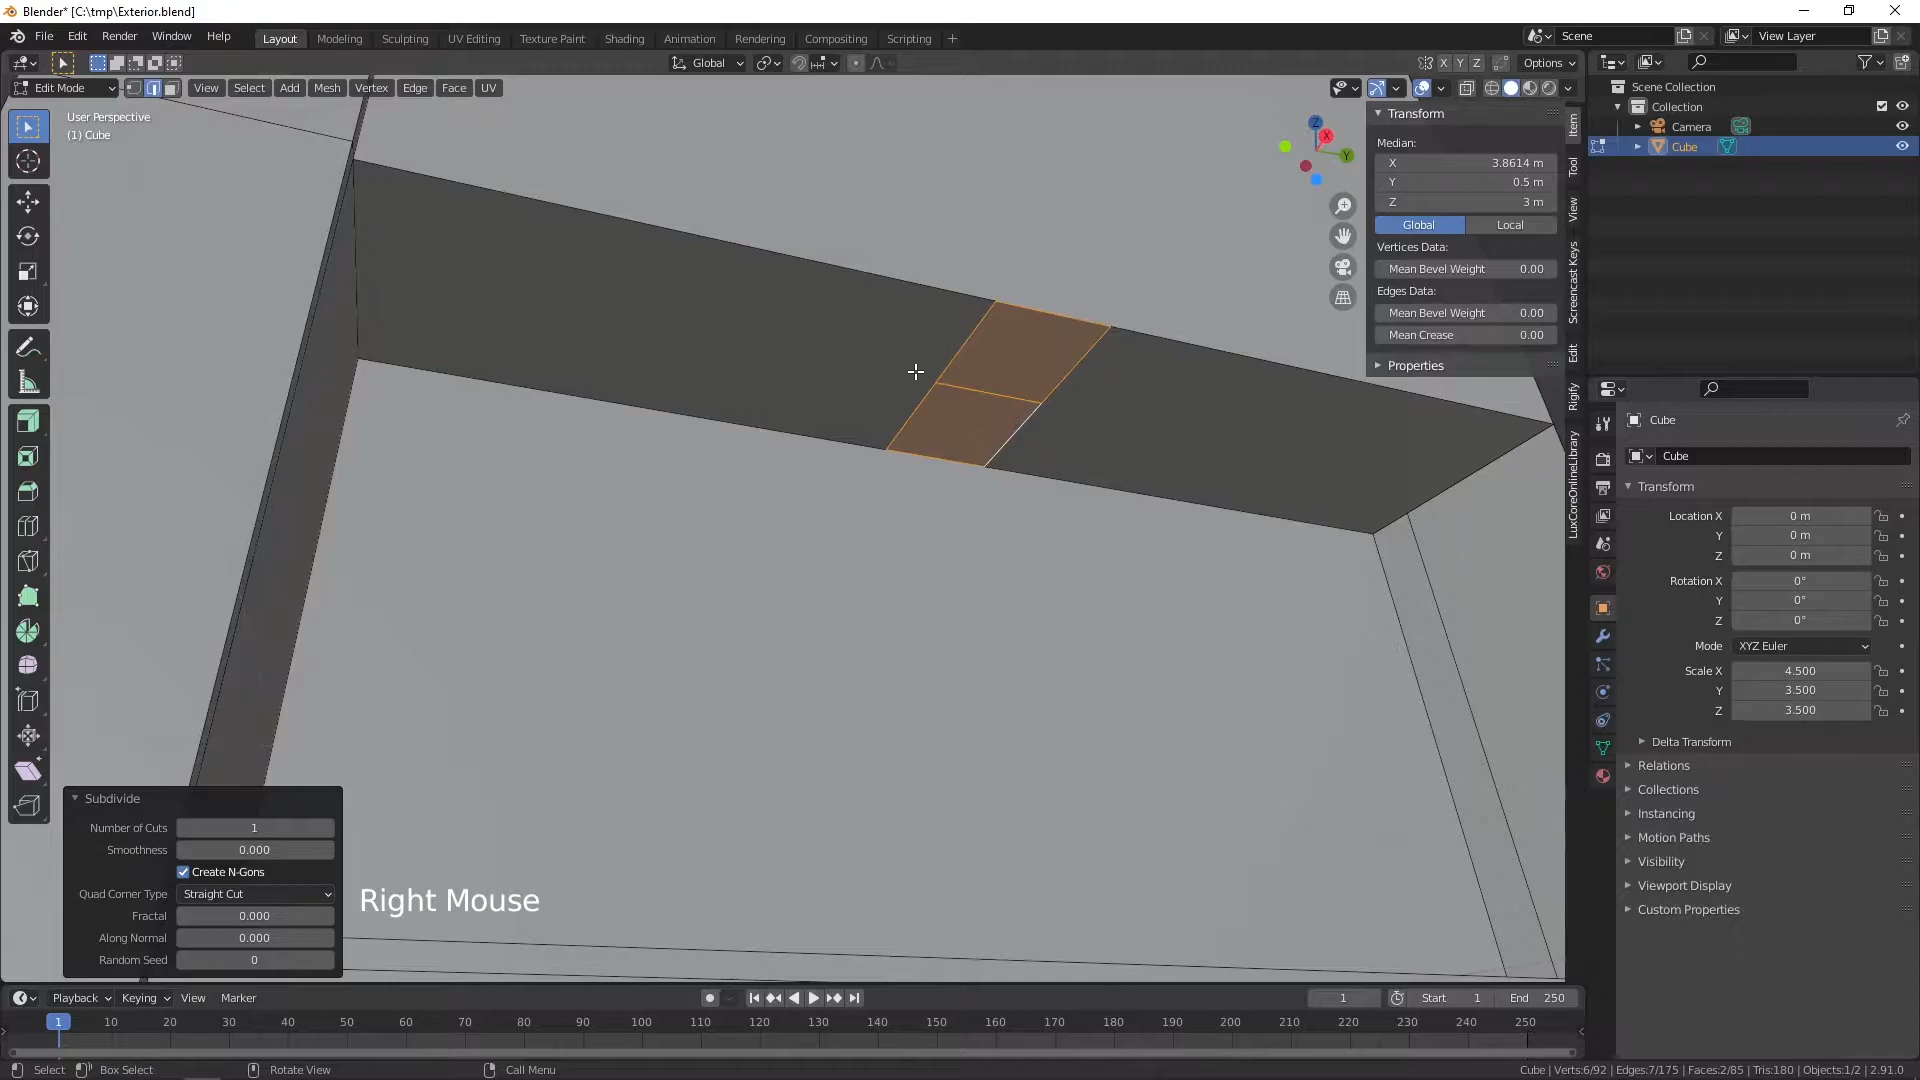 Blender* [C:\tmp\Exterior.blend]
File Edit Render Window Help
Layout Modeling Sculpting UV Editing Texture Paint Shading Animation Rendering Compositing Scripting +
Scene
View Layer
Global
X Y Z
Options
Edit Mode
View Select Add Mesh Vertex Edge Face UV
User Perspective
(1) Cube
Z
X
Y
Transform
Median:
X 3.8614 m
Y 0.5 m
Z 3 m
Global Local
Vertices Data:
Mean Bevel Weight 0.00
Edges Data:
Mean Bevel Weight 0.00
Mean Crease 0.00
Properties
Item
Tool
View
Screencast Keys
Edit
Rigify
LuxCoreOnlineLibrary
Scene Collection
Collection
Camera
Cube
Cube
Cube
Transform
Location X 0 m
Y 0 m
Z 0 m
Rotation X 0°
Y 0°
Z 0°
Mode XYZ Euler
Scale X 4.500
Y 3.500
Z 3.500
Delta Transform
Relations
Collections
Instancing
Motion Paths
Visibility
Viewport Display
Custom Properties
Subdivide
Number of Cuts 1
Smoothness 0.000
Create N-Gons
Quad Corner Type Straight Cut
Fractal 0.000
Along Normal 0.000
Random Seed 0
Right Mouse
Playback Keying View Marker
1 Start 1 End 250
1 10 20 30 40 50 60 70 80 90 100 110 120 130 140 150 160 170 180 190 200 210 220 230 240 250
Select Box Select Rotate View Call Menu
Cube | Verts:6/92 | Edges:7/175 | Faces:2/85 | Tris:180 | Objects:1/2 | 2.91.0